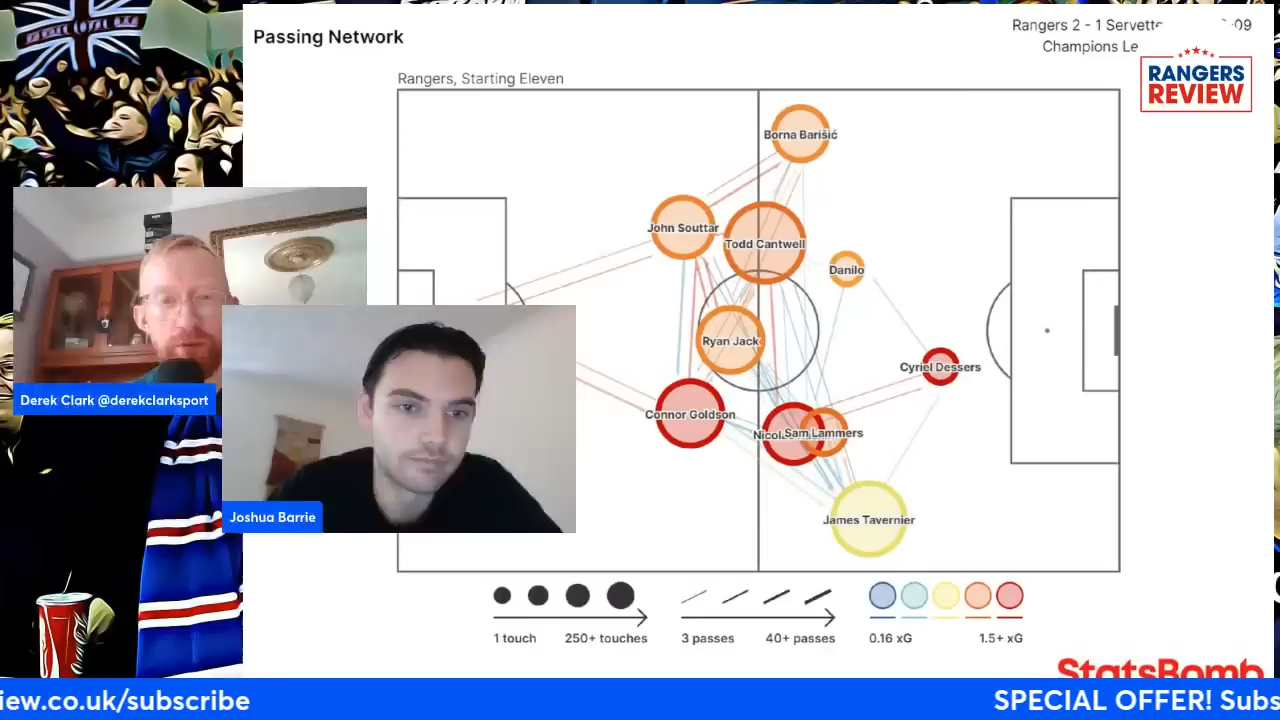 Passing Network
Rangers 2 - 1 Servette
-09
Champions Le
RANGERS
REVIEW
Rangers, Starting Eleven
Borna Barišić
John Souttar
Todd Cantwell
Danilo
Ryan Jack
Cyriel Dessers
Connor Goldson
Sam Lammers
James Tavernier
Derek Clark @derekclarksport
Joshua Barrie
1 touch
250+ touches
3 passes
40+ passes
0.16 xG
1.5+ xG
StatsBomb
iew.co.uk/subscribe
SPECIAL OFFER! Subs